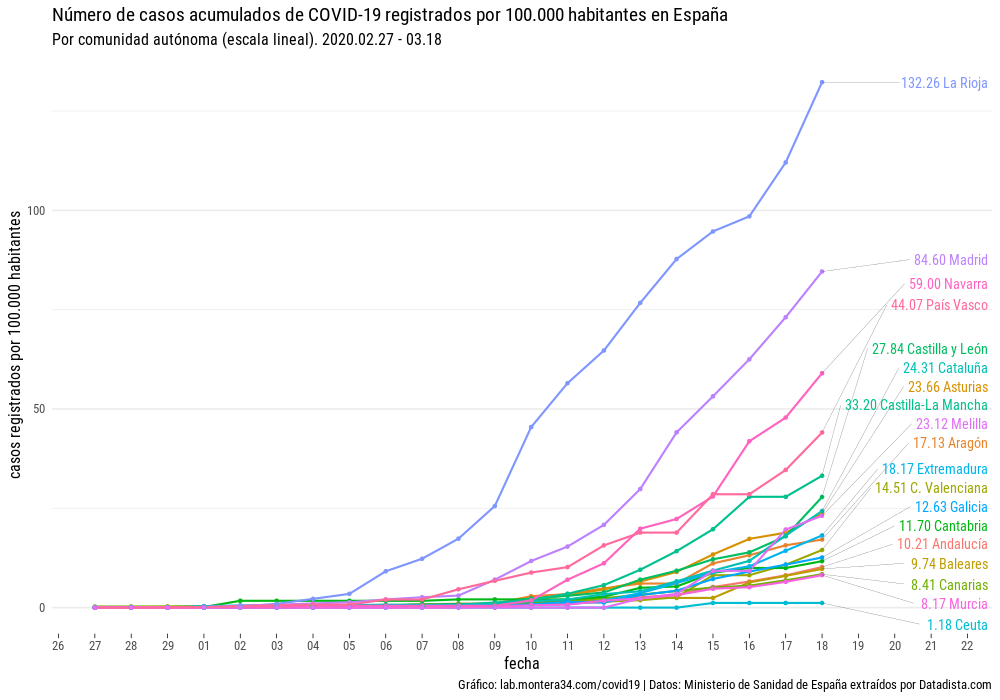 Número de casos acumulados de COVID-19 registrados por 100.000 habitantes en España
Por comunidad autónoma (escala lineal). 2020.02.27 - 03.18
casos registrados por 100.000 habitantes
100
50
0
132.26 La Rioja
84.60 Madrid
59.00 Navarra
44.07 País Vasco
27.84 Castilla y León
24.31 Cataluña
23.66 Asturias
33.20 Castilla-La Mancha
23.12 Melilla
17.13 Aragón
18.17 Extremadura
14.51 C. Valenciana
12.63 Galicia
11.70 Cantabria
10.21 Andalucía
9.74 Baleares
8.41 Canarias
8.17 Murcia
1.18 Ceuta
26 27 28 29 01 02 03 04 05 06 07 08 09 10 11 12 13 14 15 16 17 18 19 20 21 22
fecha
Gráfico: lab.montera34.com/covid19 | Datos: Ministerio de Sanidad de España extraídos por Datadista.com